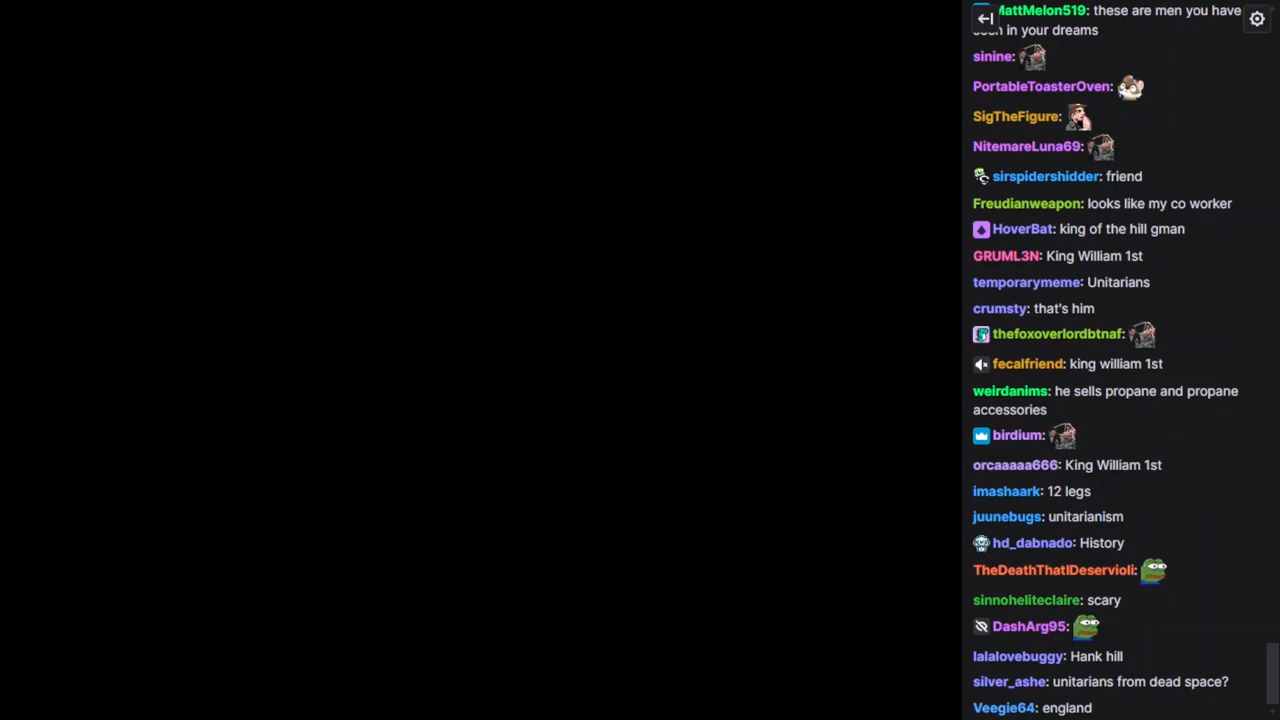 MattMelon519: these are men you have
seen in your dreams
sinine:
PortableToasterOven:
SigTheFigure:
NitemareLuna69:
sirspidershidder: friend
Freudianweapon: looks like my co worker
HoverBat: king of the hill gman
GRUML3N: King William 1st
temporarymeme: Unitarians
crumsty: that's him
thefoxoverlordbtnaf:
fecalfriend: king william 1st
weirdanims: he sells propane and propane
accessories
birdium:
orcaaaaa666: King William 1st
imashaark: 12 legs
juunebugs: unitarianism
hd_dabnado: History
TheDeathThatIDeservioli:
sinnoheliteclaire: scary
DashArg95:
lalalovebuggy: Hank hill
silver_ashe: unitarians from dead space?
Veegie64: england